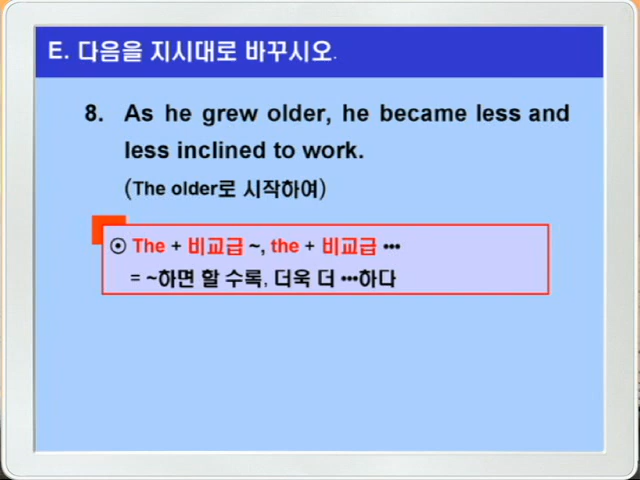 E. 다음을 지시대로 바꾸시오.
8. As he grew older, he became less and
less inclined to work.
(The older로 시작하여)
⊙ The + 비교급 ~, the + 비교급 •••
= ~하면 할 수록, 더욱 더 •••하다